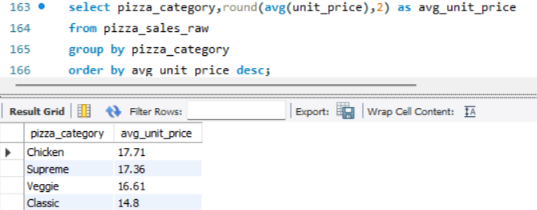 163 select pizza_category,round(avg(unit_price),2) as avg_unit_price
164 from pizza_sales_raw
165 group by pizza_category
166 order by avg_unit_price desc;
Result Grid Filter Rows: Export: Wrap Cell Content: IA
pizza_category avg_unit_price
Chicken 17.71
Supreme 17.36
Veggie 16.61
Classic 14.8